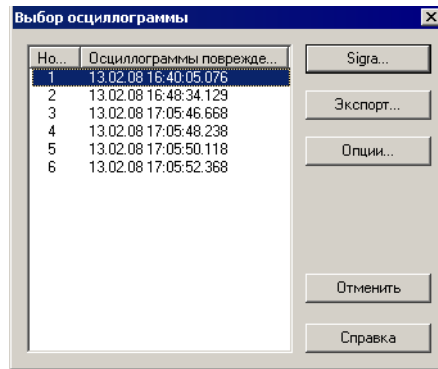 Выбор осциллограммы
Но... Осциллограммы поврежде...
1 13.02.08 16:40:05.076
2 13.02.08 16:48:34.129
3 13.02.08 17:05:46.668
4 13.02.08 17:05:48.238
5 13.02.08 17:05:50.118
6 13.02.08 17:05:52.368
Sigra...
Экспорт...
Опции...
Отменить
Справка